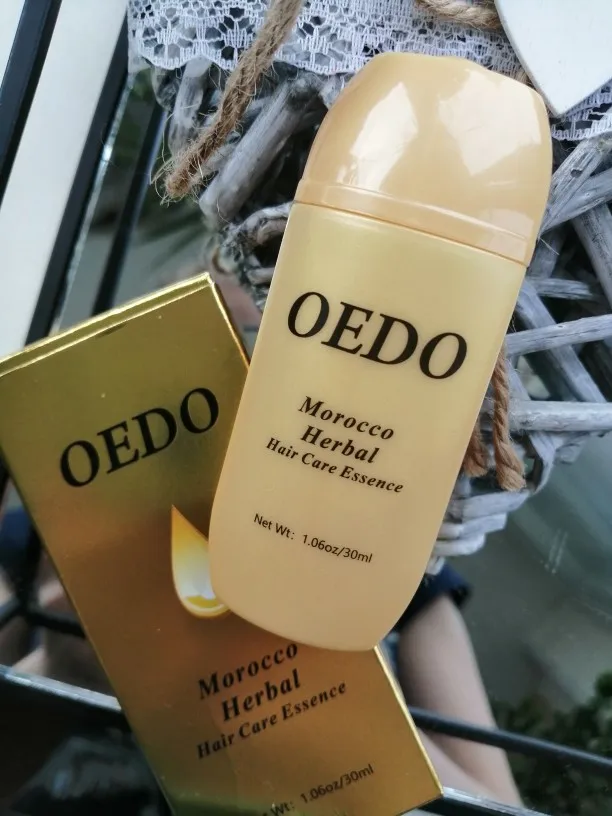 OEDO
Morocco
Herbal
Hair Care Essence
Net Wt: 1.06oz/30ml
OEDO
Morocco
Herbal
Hair Care Essence
Wt: 1.06oz/30ml